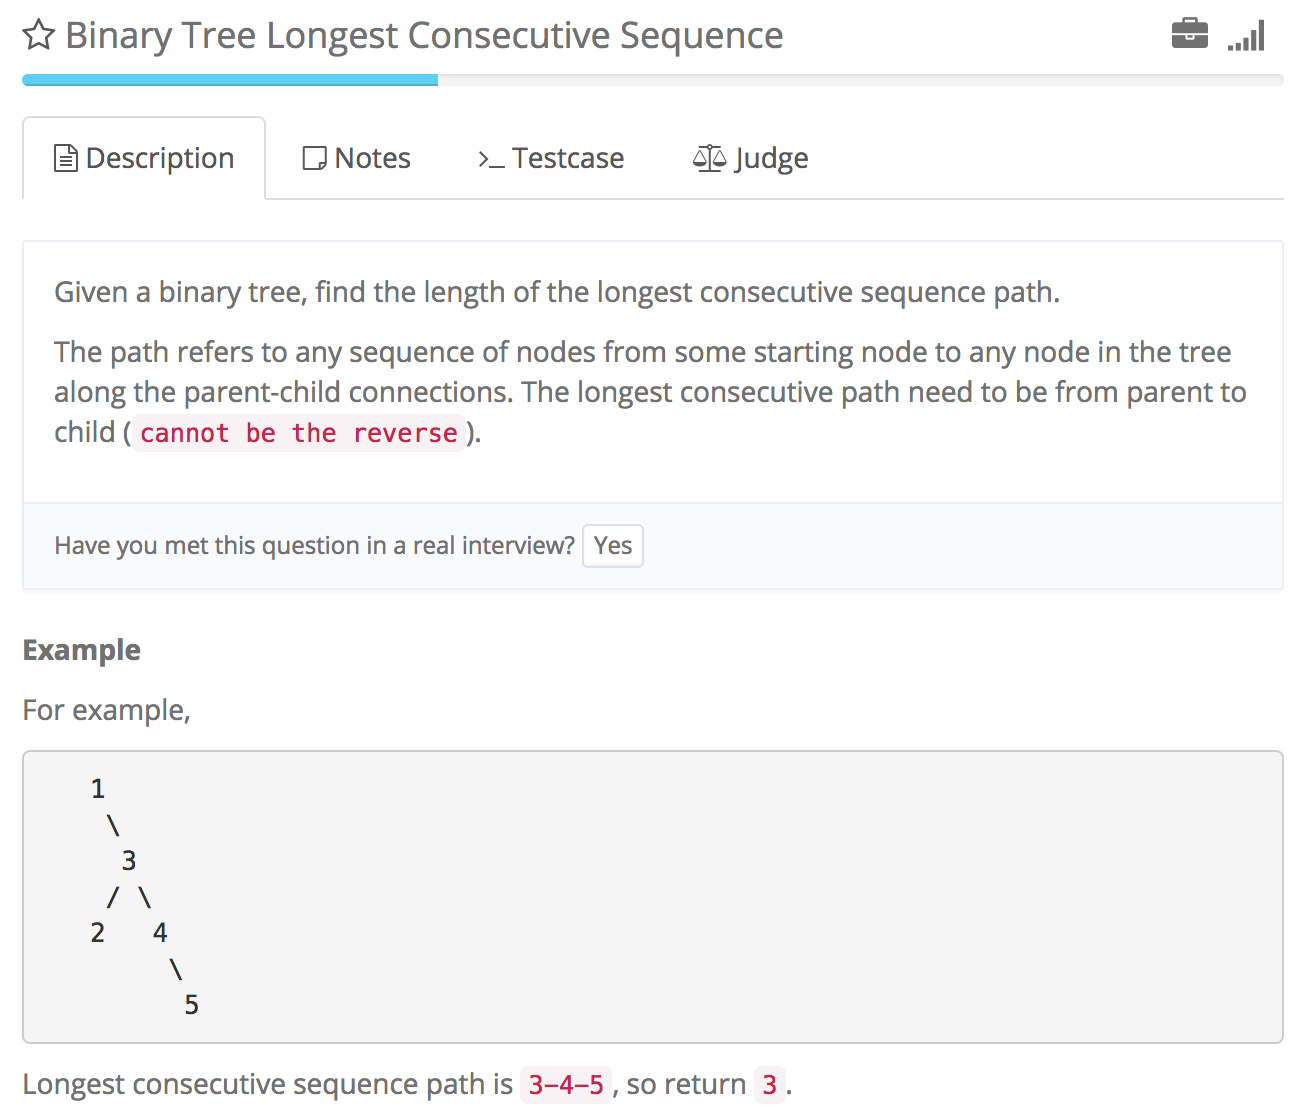 Binary Tree Longest Consecutive Sequence
Description Notes >_ Testcase Judge
Given a binary tree, find the length of the longest consecutive sequence path.
The path refers to any sequence of nodes from some starting node to any node in the tree
along the parent-child connections. The longest consecutive path need to be from parent to
child ( cannot be the reverse ).
Have you met this question in a real interview? Yes
Example
For example,
1
\
3
/ \
2 4
\
5
Longest consecutive sequence path is 3-4-5, so return 3.